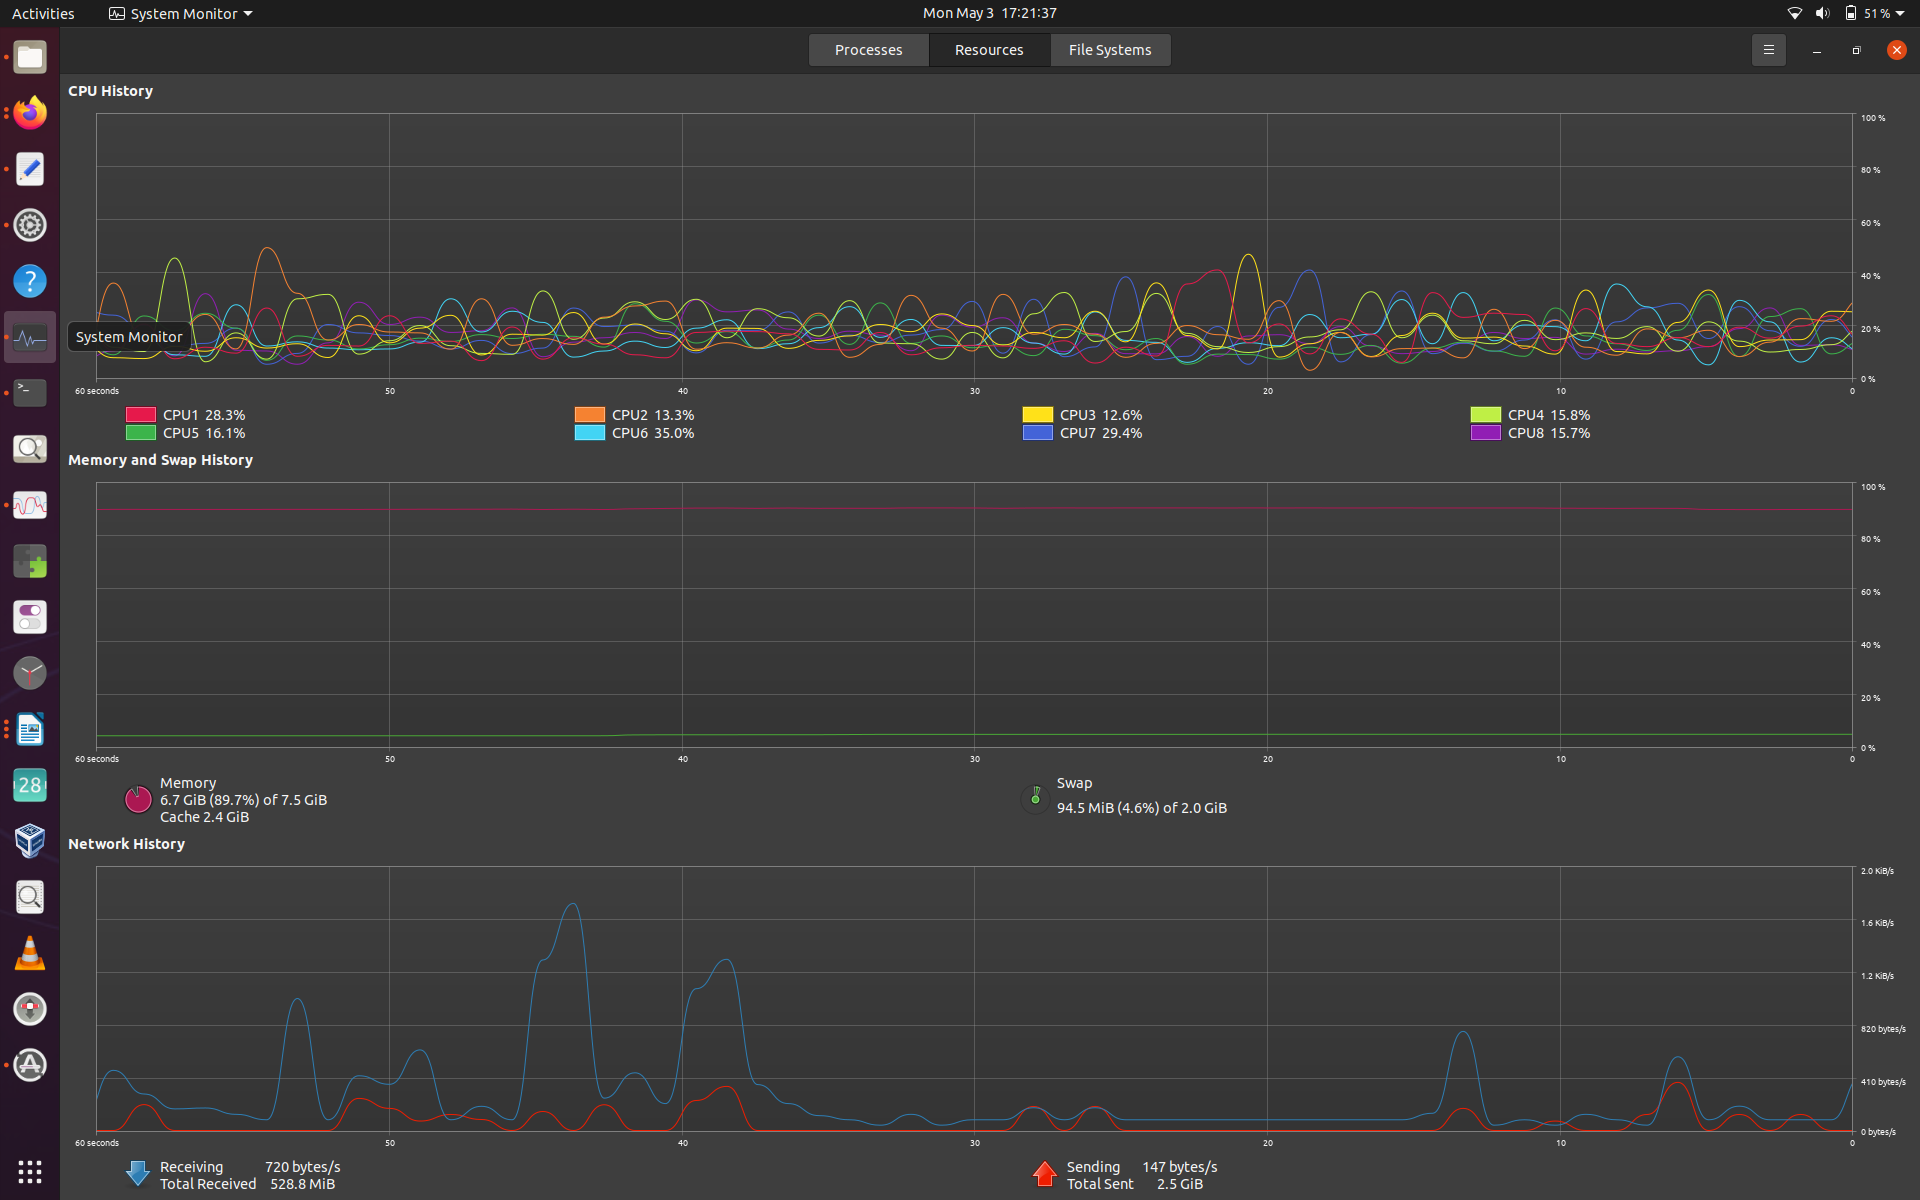 Activities
System Monitor
Mon May 3 17:21:37
51 %
Processes
Resources
File Systems
CPU History
100 %
80 %
60 %
40 %
20 %
0 %
System Monitor
60 seconds
50
40
30
20
10
0
CPU1 28.3%
CPU2 13.3%
CPU3 12.6%
CPU4 15.8%
CPU5 16.1%
CPU6 35.0%
CPU7 29.4%
CPU8 15.7%
Memory and Swap History
100 %
80 %
60 %
40 %
20 %
0 %
60 seconds
50
40
30
20
10
0
Memory
6.7 GiB (89.7%) of 7.5 GiB
Cache 2.4 GiB
Swap
94.5 MiB (4.6%) of 2.0 GiB
28
Network History
2.0 KiB/s
1.6 KiB/s
1.2 KiB/s
820 bytes/s
410 bytes/s
0 bytes/s
60 seconds
50
40
30
20
10
0
Receiving 720 bytes/s
Total Received 528.8 MiB
Sending 147 bytes/s
Total Sent 2.5 GiB